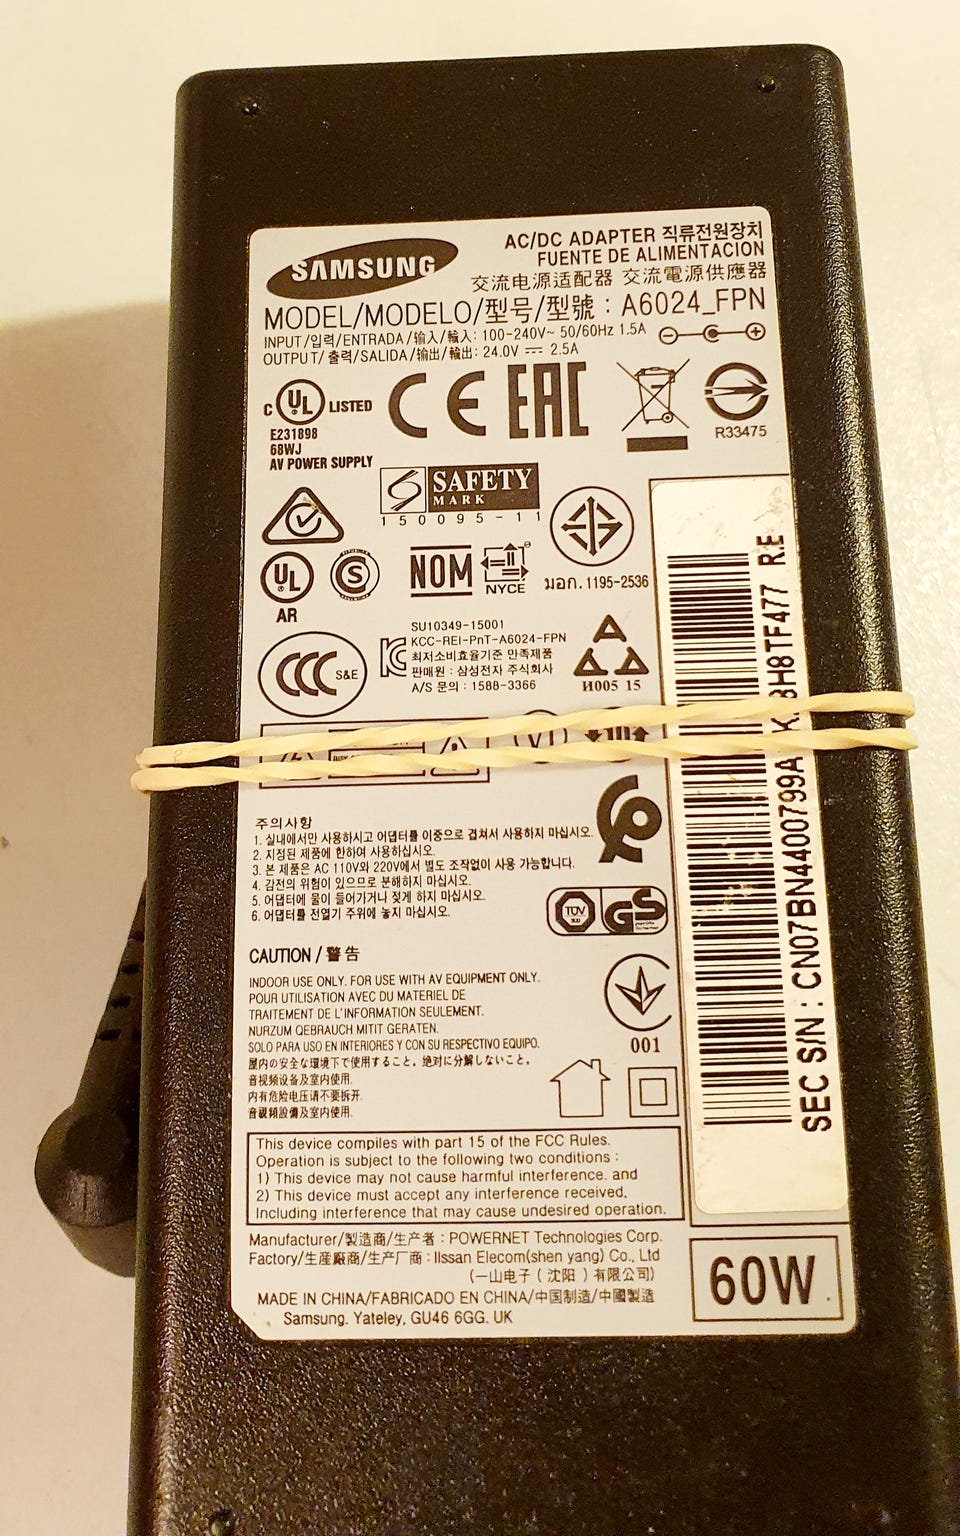 SAMSUNG
AC/DC ADAPTER 직류전원장치
FUENTE DE ALIMENTACION
交流电源适配器 交流電源供應器
MODEL/MODELO/型号/型號 : A6024_FPN
INPUT/입력/ENTRADA/输入/輸入: 100-240V~ 50/60Hz 1.5A
OUTPUT/출력/SALIDA/输出/輸出: 24.0V ⎓ 2.5A
C UL LISTED
E231898
68WJ
AV POWER SUPPLY
CE EAC
R33475
SAFETY
MARK
150095-11
UL
AR
S
NOM
NYCE
มอก. 1195-2536
CCC S&E
SU10349-15001
KCC-REI-PnT-A6024-FPN
최저소비효율기준 만족제품
판매원 : 삼성전자 주식회사
A/S 문의 : 1588-3366
H005 15
주의사항
1. 실내에서만 사용하시고 어댑터를 이중으로 겹쳐서 사용하지 마십시오.
2. 지정된 제품에 한하여 사용하십시오.
3. 본 제품은 AC 110V와 220V에서 별도 조작없이 사용 가능합니다.
4. 감전의 위험이 있으므로 분해하지 마십시오.
5. 어댑터에 물이 들어가거나 젖게 하지 마십시오.
6. 어댑터를 전열기 주위에 놓지 마십시오.
TÜV
GS
CAUTION / 警告
INDOOR USE ONLY. FOR USE WITH AV EQUIPMENT ONLY.
POUR UTILISATION AVEC DU MATERIEL DE
TRAITEMENT DE L'INFORMATION SEULEMENT.
NURZUM QEBRAUCH MITIT GERATEN.
SOLO PARA USO EN INTERIORES Y CON SU RESPECTIVO EQUIPO.
屋内の安全な環境下で使用すること。絶対に分解しないこと。
音视频设备及室内使用.
内有危险电压请不要拆开.
音視頻設備及室内使用.
001
This device compiles with part 15 of the FCC Rules.
Operation is subject to the following two conditions :
1) This device may not cause harmful interference. and
2) This device must accept any interference received,
Including interference that may cause undesired operation.
Manufacturer/製造商/生产者 : POWERNET Technologies Corp.
Factory/生産廠商/生产厂商 : Ilssan Elecom(shen yang) Co., Ltd
(一山电子 ( 沈阳 ) 有限公司)
MADE IN CHINA/FABRICADO EN CHINA/中国制造/中國製造
Samsung. Yateley, GU46 6GG. UK
60W
SEC S/N : CN07BN4400799A
3H8TF477 R.E